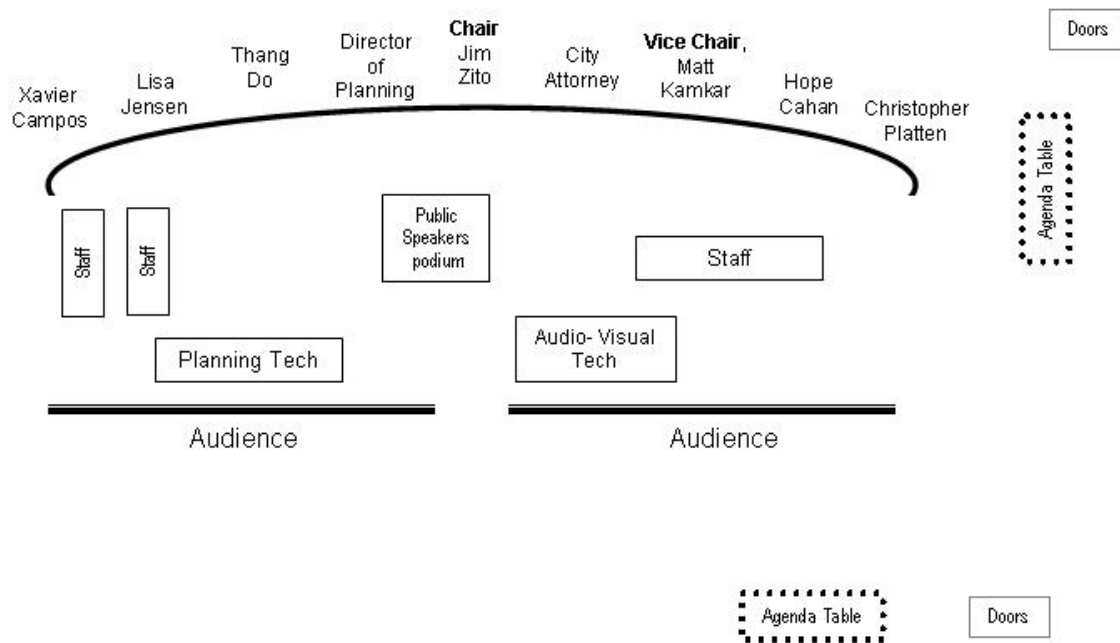 Doors
Chair
Jim
Zito
Director
of
Planning
City
Attorney
Vice Chair,
Matt
Kamkar
Thang
Do
Lisa
Jensen
Hope
Cahan
Xavier
Campos
Christopher
Platten
Agenda Table
Public
Speakers
podium
Staff
Staff
Staff
Planning Tech
Audio- Visual
Tech
Audience
Audience
Agenda Table
Doors